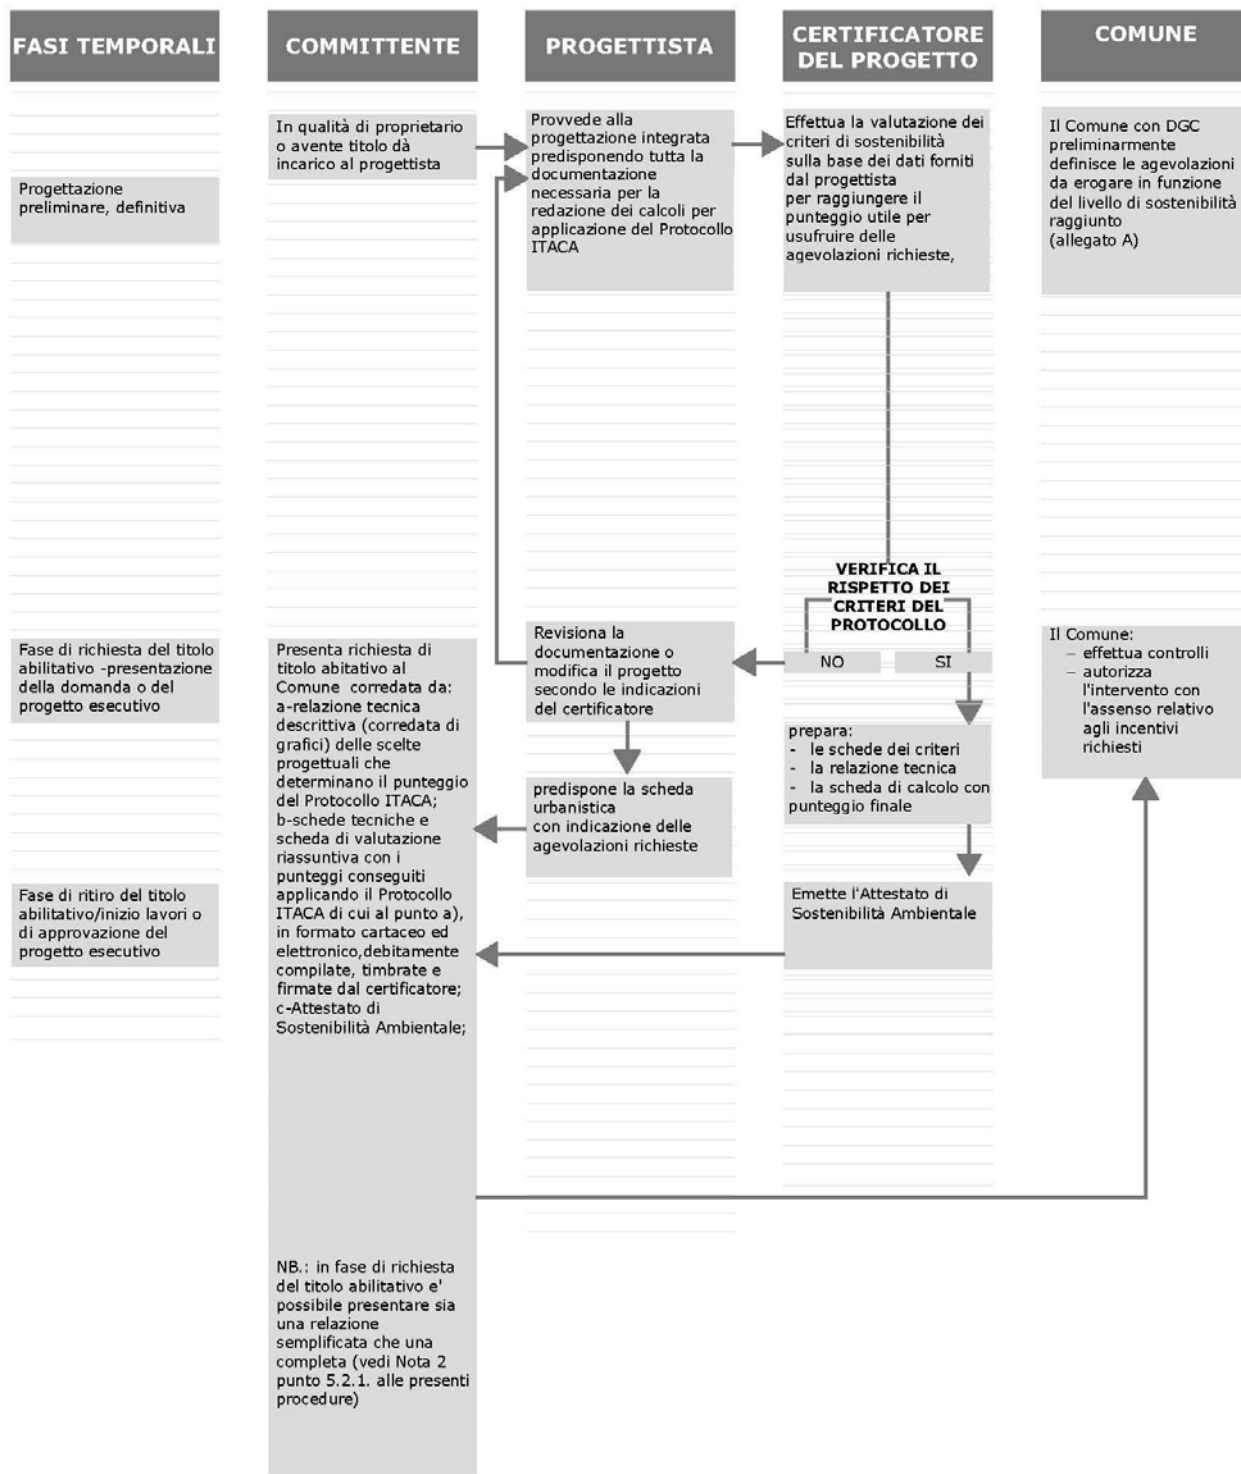 FASI TEMPORALI
COMMITTENTE
PROGETTISTA
CERTIFICATORE
DEL PROGETTO
COMUNE
Progettazione
preliminare, definitiva
Fase di richiesta del titolo
abilitativo -presentazione
della domanda o del
progetto esecutivo
Fase di ritiro del titolo
abilitativo/inizio lavori o
di approvazione del
progetto esecutivo
In qualità di proprietario
o avente titolo dà
incarico al progettista
Presenta richiesta di
titolo abitativo al
Comune corredata da:
a-relazione tecnica
descrittiva (corredata di
grafici) delle scelte
progettuali che
determinano il punteggio
del Protocollo ITACA;
b-schede tecniche e
scheda di valutazione
riassuntiva con i
punteggi conseguiti
applicando il Protocollo
ITACA di cui al punto a),
in formato cartaceo ed
elettronico,debitamente
compilate, timbrate e
firmate dal certificatore;
c-Attestato di
Sostenibilità Ambientale;
NB.: in fase di richiesta
del titolo abilitativo e'
possibile presentare sia
una relazione
semplificata che una
completa (vedi Nota 2
punto 5.2.1. alle presenti
procedure)
Provvede alla
progettazione integrata
predisponendo tutta la
documentazione
necessaria per la
redazione dei calcoli per
applicazione del Protocollo
ITACA
Revisiona la
documentazione o
modifica il progetto
secondo le indicazioni
del certificatore
predispone la scheda
urbanistica
con indicazione delle
agevolazioni richieste
Effettua la valutazione dei
criteri di sostenibilità
sulla base dei dati forniti
dal progettista
per raggiungere il
punteggio utile per
usufruire delle
agevolazioni richieste,
VERIFICA IL
RISPETTO DEI
CRITERI DEL
PROTOCOLLO
NO
SI
prepara:
- le schede dei criteri
- la relazione tecnica
- la scheda di calcolo con
punteggio finale
Emette l'Attestato di
Sostenibilità Ambientale
Il Comune con DGC
preliminarmente
definisce le agevolazioni
da erogare in funzione
del livello di sostenibilità
raggiunto
(allegato A)
Il Comune:
– effettua controlli
– autorizza
l'intervento con
l'assenso relativo
agli incentivi
richiesti